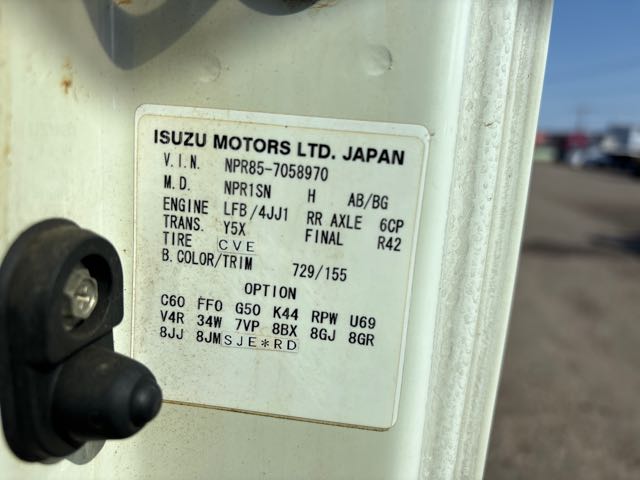 ISUZU MOTORS LTD. JAPAN
V.I.N. NPR85-7058970
M.D. NPR1SN H AB/BG
ENGINE LFB/4JJ1 RR AXLE 6CP
TRANS. Y5X FINAL R42
TIRE CVE
B.COLOR/TRIM 729/155
OPTION
C60 FF0 G50 K44 RPW U69
V4R 34W 7VP 8BX 8GJ 8GR
8JJ 8JM SJE*RD